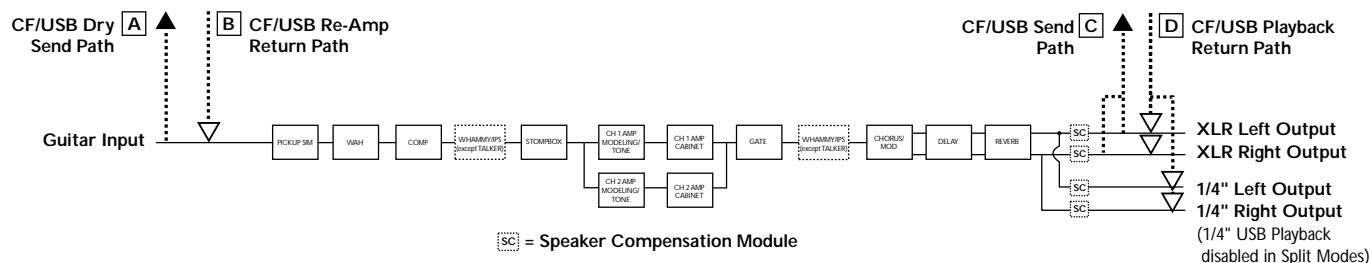 CF/USB Dry A
Send Path
B CF/USB Re-Amp
Return Path
CF/USB Send C
Path
D CF/USB Playback
Return Path
Guitar Input
PICKUP SIM
WAH
COMP
WHAMMY/IPS
(except TALKER)
STOMPBOX
CH 1 AMP
MODELING/
TONE
CH 1 AMP
CABINET
CH 2 AMP
MODELING/
TONE
CH 2 AMP
CABINET
GATE
WHAMMY/IPS
(except TALKER)
CHORUS/
MOD
DELAY
REVERB
SC
SC
SC
SC
XLR Left Output
XLR Right Output
1/4" Left Output
1/4" Right Output
(1/4" USB Playback
disabled in Split Modes)
SC = Speaker Compensation Module